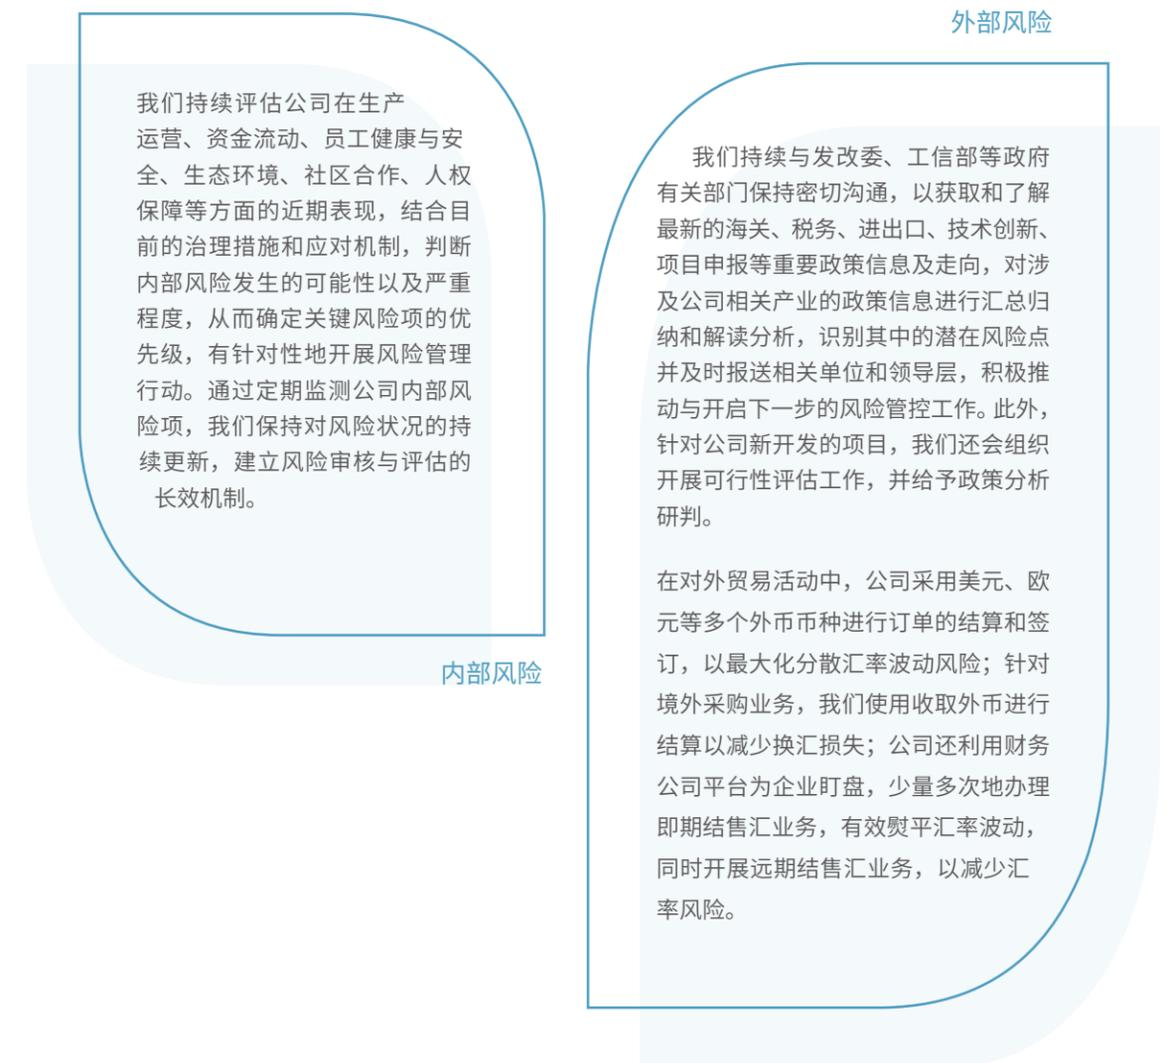 我们持续评估公司在生产
运营、资金流动、员工健康与安
全、生态环境、社区合作、人权
保障等方面的近期表现，结合目
前的治理措施和应对机制，判断
内部风险发生的可能性以及严重
程度，从而确定关键风险项的优
先级，有针对性地开展风险管理
行动。通过定期监测公司内部风
险项，我们保持对风险状况的持
续更新，建立风险审核与评估的
长效机制。
内部风险
外部风险
我们持续与发改委、工信部等政府
有关部门保持密切沟通，以获取和了解
最新的海关、税务、进出口、技术创新、
项目申报等重要政策信息及走向，对涉
及公司相关产业的政策信息进行汇总归
纳和解读分析，识别其中的潜在风险点
并及时报送相关单位和领导层，积极推
动与开启下一步的风险管控工作。此外，
针对公司新开发的项目，我们还会组织
开展可行性评估工作，并给予政策分析
研判。
在对外贸易活动中，公司采用美元、欧
元等多个外币币种进行订单的结算和签
订，以最大化分散汇率波动风险；针对
境外采购业务，我们使用收取外币进行
结算以减少换汇损失；公司还利用财务
公司平台为企业盯盘，少量多次地办理
即期结售汇业务，有效熨平汇率波动，
同时开展远期结售汇业务，以减少汇
率风险。